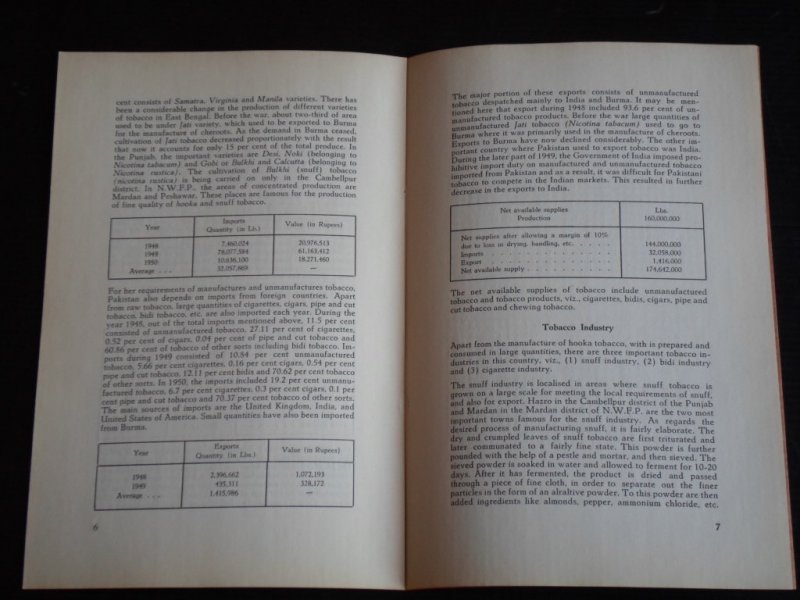 cent consists of Samatra, Virginia and Manila varieties. There has
been a considerable change in the production of different varieties
of tobacco in East Bengal. Before the war, about two-third of area
used to be under Jati variety, which used to be exported to Burma
for the manufacture of cheroots. As the demand in Burma ceased,
cultivation of Jati tobacco decreased proportionately with the result
that now it accounts for only 15 per cent of the total produce. In
the Punjab, the important varieties are Desi, Noki (belonging to
Nicotina tabacum) and Gobi or Balkhi and Calcutta (belonging to
Nicotina rustica). The cultivation of Balkhi (snuff) tobacco
(nicotina rustica) is being carried on only in the Cambellpur
district. In N.W.F.P., the areas of concentrated production are
Mardan and Peshawar. These places are famous for the production
of fine quality of hooka and snuff tobacco.
Year Imports Quantity (in Lb.) Value (in Rupees)
1948 7,460,024 20,976,513
1949 78,077,584 61,163,412
1950 10,636,100 18,271,460
Average . . . 32,057,869 —
For her requirements of manufactures and unmanufactures tobacco,
Pakistan also depends on imports from foreign countries. Apart
from raw tobacco, large quantities of cigarettes, cigars, pipe and cut
tobacco, bidi tobacco, etc. are also imported each year. During the
year 1948, out of the total imports mentioned above, 11.5 per cent
consisted of unmanufactured tobacco, 27.11 per cent of cigarettes,
0.52 per cent of cigars, 0.04 per cent of pipe and cut tobacco and
60.86 per cent of tobacco of other sorts including bidi tobacco. Im-
ports during 1949 consisted of 10.84 per cent unmanufactured
tobacco, 5.66 per cent cigarettes, 0.16 per cent cigars, 0.54 per cent
pipe and cut tobacco, 12.11 per cent bidis and 70.62 per cent tobacco
of other sorts. In 1950, the imports included 19.2 per cent unmanu-
factured tobacco, 6.7 per cent cigarettes, 0.3 per cent cigars, 0.1 per
cent pipe and cut tobacco and 70.37 per cent tobacco of other sorts.
The main sources of imports are the United Kingdom, India, and
United States of America. Small quantities have also been imported
from Burma.
Year Exports Quantity (in Lbs.) Value (in Rupees)
1948 2,396,662 1,072,193
1949 435,311 328,172
Average . . . 1,415,986 —
6
The major portion of these exports consists of unmanufactured
tobacco despatched mainly to India and Burma. It may be men-
tioned here that export during 1948 included 93.6 per cent of un-
manufactured tobacco products. Before the war large quantities of
unmanufactured Jati tobacco (Nicotina tabacum) used to go to
Burma where it was primarily used in the manufacture of cheroots.
Exports to Burma have now declined considerably. The other im-
portant country where Pakistan used to export tobacco was India.
During the later part of 1949, the Government of India imposed pro-
hibitive import duty on manufactured and unmanufactured tobacco
imported from Pakistan and as a result, it was difficult for Pakistani
tobacco to compete in the Indian markets. This resulted in further
decrease in the exports to India.
Net available supplies Lbs.
Production 160,000,000
Net supplies after allowing a margin of 10%
due to loss in drying, handling, etc. . . . . . 144,000,000
Imports . . . . . . . . . . . . . . . 32,058,000
Export . . . . . . . . . . . . . . . 1,416,000
Net available supply . . . . . . . . . . . 174,642,000
The net available supplies of tobacco include unmanufactured
tobacco and tobacco products, viz., cigarettes, bidis, cigars, pipe and
cut tobacco and chewing tobacco.
Tobacco Industry
Apart from the manufacture of hooka tobacco, with is prepared and
consumed in large quantities, there are three important tobacco in-
dustries in this country, viz., (1) snuff industry, (2) bidi industry
and (3) cigarette industry.
The snuff industry is localised in areas where snuff tobacco is
grown on a large scale for meeting the local requirements of snuff,
and also for export. Hazro in the Cambellpur district of the Punjab
and Mardan in the Mardan district of N.W.F.P. are the two most
important towns famous for the snuff industry. As regards the
desired process of manufacturing snuff, it is fairly elaborate. The
dry and crumpled leaves of snuff tobacco are first triturated and
later communated to a fairly fine state. This powder is further
pounded with the help of a pestle and mortar, and then sieved. The
sieved powder is soaked in water and allowed to ferment for 10-20
days. After it has fermented, the product is dried and passed
through a piece of fine cloth, in order to separate out the finer
particles in the form of an alraltive powder. To this powder are then
added ingredients like almonds, pepper, ammonium chloride, etc.
7